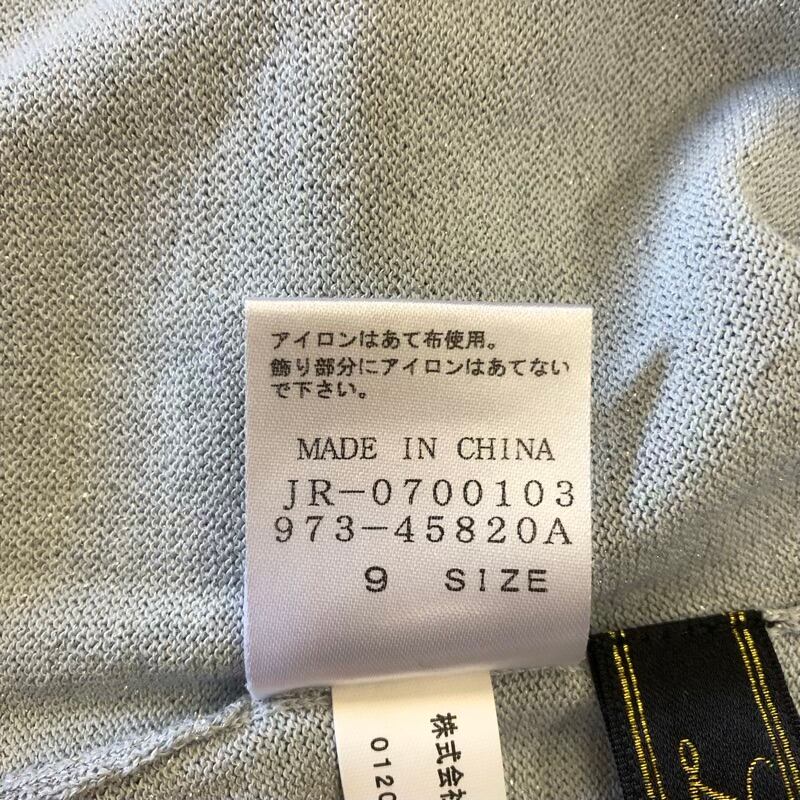 アイロンはあて布使用。
飾り部分にアイロンはあてない
で下さい。
MADE IN CHINA
JR-0700103
973-45820A
9 SIZE
株式会社
0120